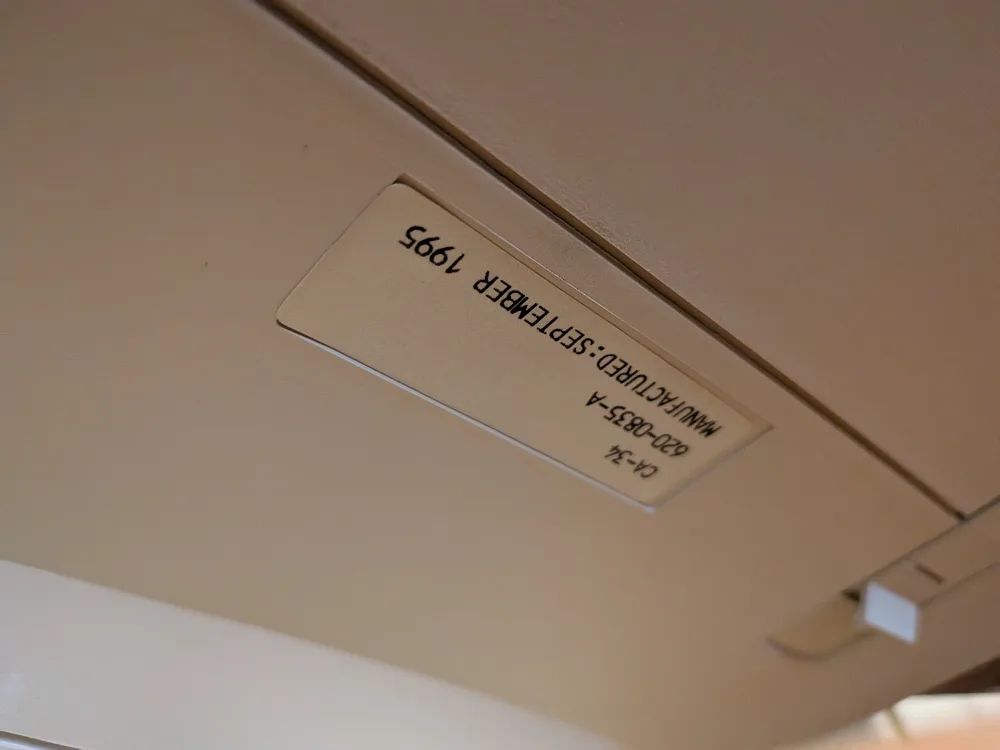 CA-34
620-0835-A
MANUFACTURED:SEPTEMBER 1995